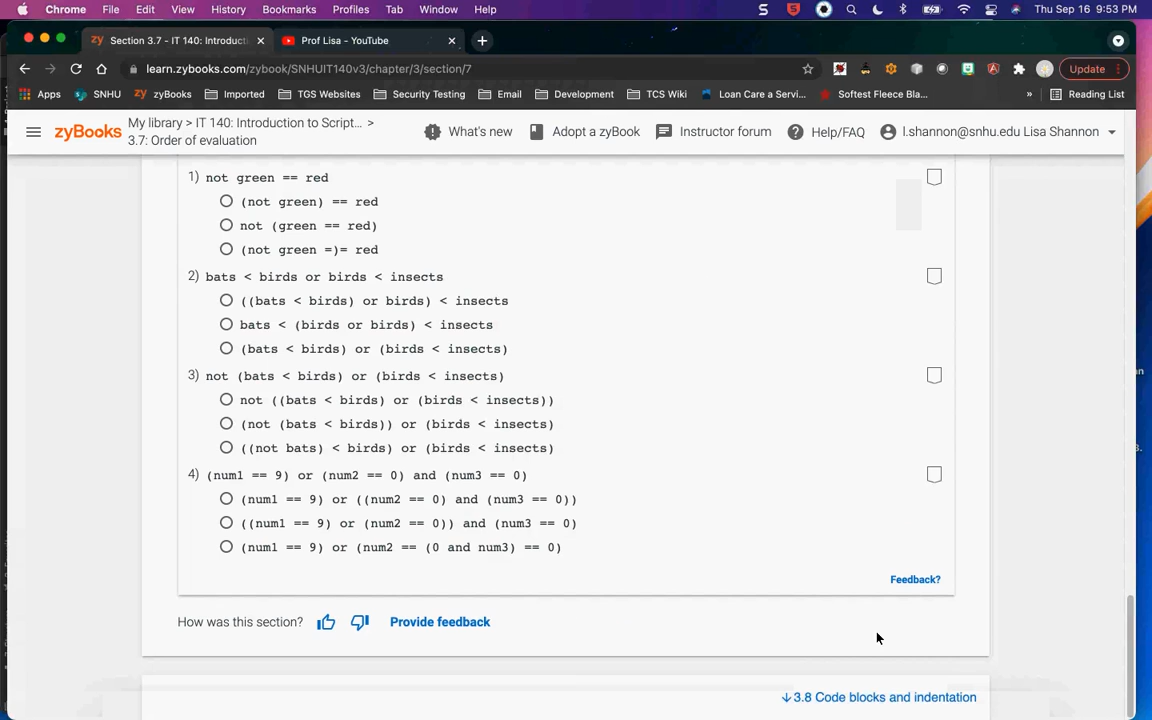 Chrome File Edit View History Bookmarks Profiles Tab Window Help Thu Sep 16 9:53 PM
zy Section 3.7 - IT 140: Introducti Prof Lisa - YouTube
learn.zybooks.com/zybook/SNHUIT140v3/chapter/3/section/7 Update
Apps SNHU zy zyBooks Imported TGS Websites Security Testing Email Development TCS Wiki Loan Care a Servi... Softest Fleece Bla... » Reading List
zyBooks My library > IT 140: Introduction to Script... >
3.7: Order of evaluation
What's new Adopt a zyBook Instructor forum Help/FAQ l.shannon@snhu.edu Lisa Shannon
1) not green == red
(not green) == red
not (green == red)
(not green =)= red
2) bats < birds or birds < insects
((bats < birds) or birds) < insects
bats < (birds or birds) < insects
(bats < birds) or (birds < insects)
3) not (bats < birds) or (birds < insects)
not ((bats < birds) or (birds < insects))
(not (bats < birds)) or (birds < insects)
((not bats) < birds) or (birds < insects)
4) (num1 == 9) or (num2 == 0) and (num3 == 0)
(num1 == 9) or ((num2 == 0) and (num3 == 0))
((num1 == 9) or (num2 == 0)) and (num3 == 0)
(num1 == 9) or (num2 == (0 and num3) == 0)
Feedback?
How was this section? Provide feedback
3.8 Code blocks and indentation